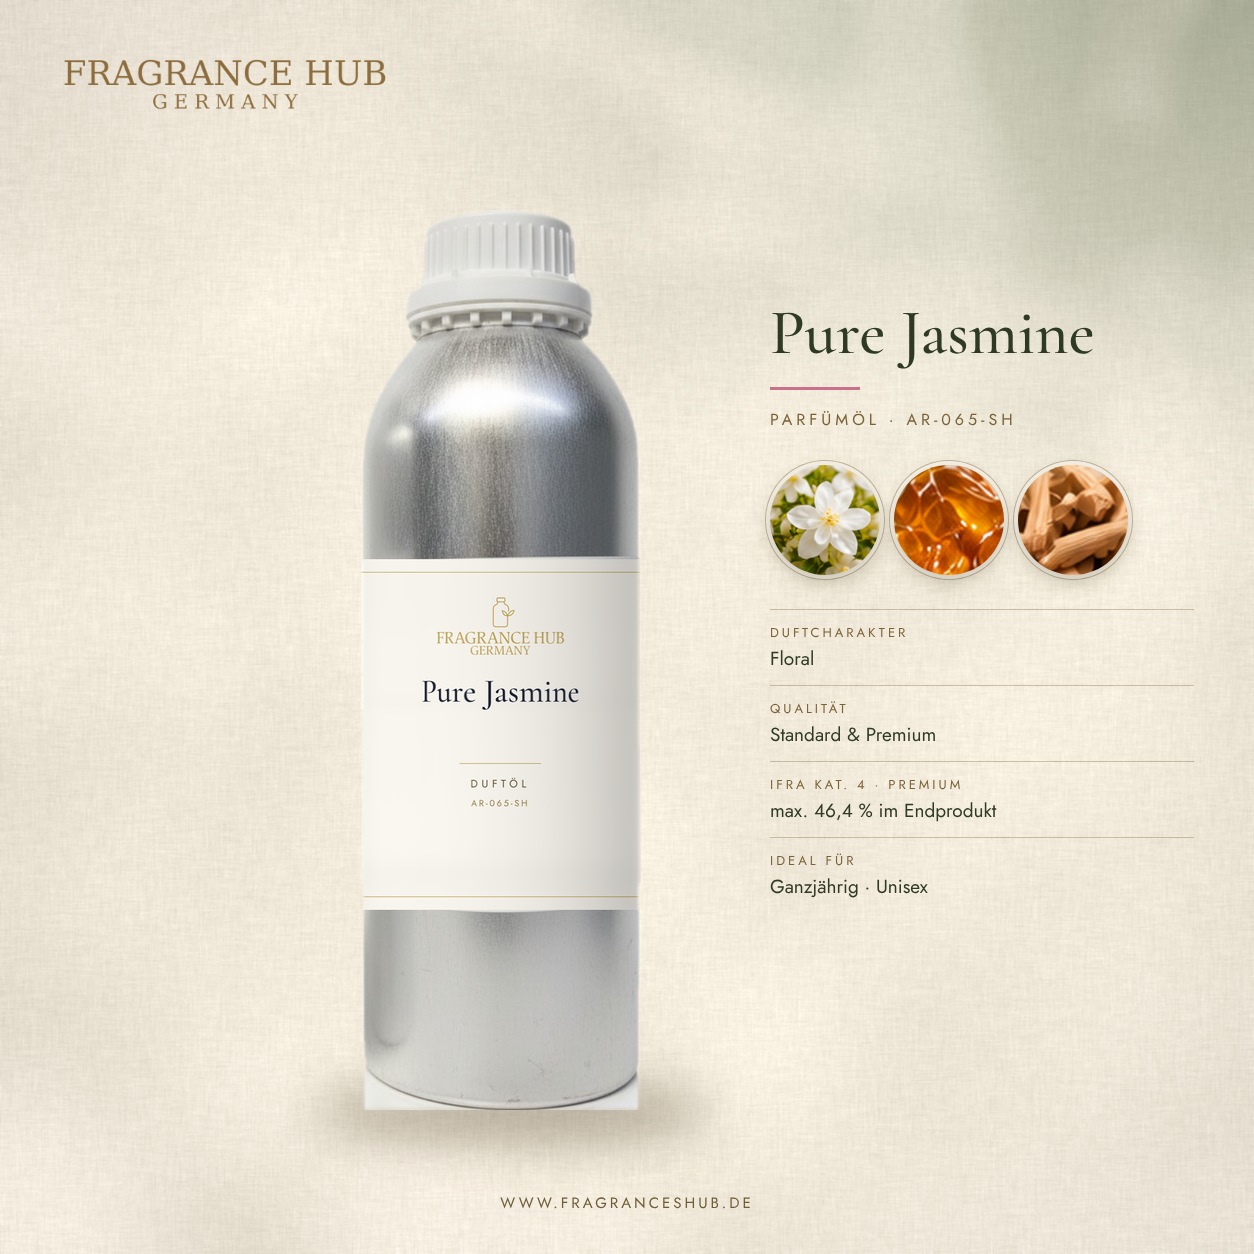 FRAGRANCE HUB
GERMANY
Pure Jasmine
PARFÜMÖL · AR-065-SH
DUFTCHARAKTER
Floral
QUALITÄT
Standard & Premium
IFRA KAT. 4 · PREMIUM
max. 46,4 % im Endprodukt
IDEAL FÜR
Ganzjährig · Unisex
FRAGRANCE HUB
GERMANY
Pure Jasmine
DUFTÖL
AR-065-SH
WWW.FRAGRANCESHUB.DE